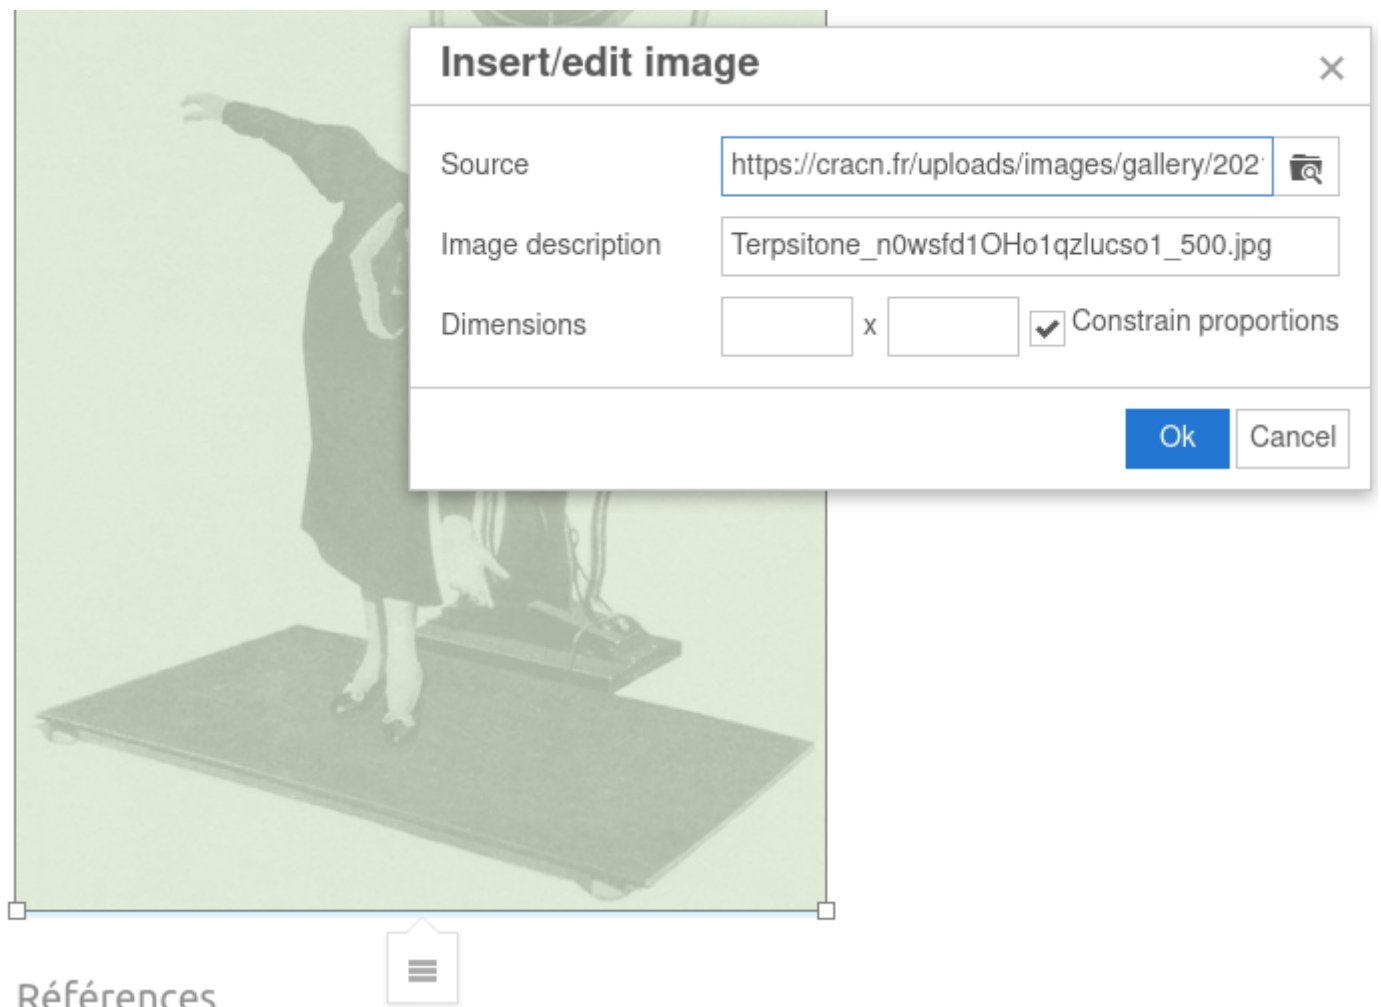 Insert/edit image
Source https://cracn.fr/uploads/images/gallery/202
Image description Terpsitone_n0wsfd1OHo1qzlucso1_500.jpg
Dimensions x Constrain proportions
Ok Cancel
Références